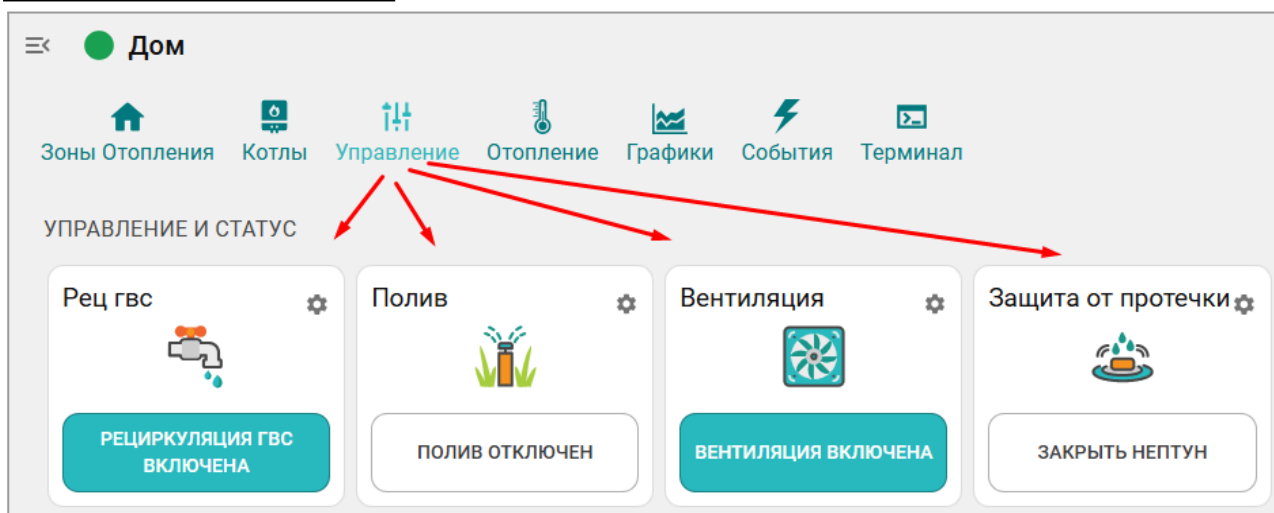 Дом
Зоны Отопления Котлы Управление Отопление Графики События Терминал
УПРАВЛЕНИЕ И СТАТУС
Рец гвс Полив Вентиляция Защита от протечки
РЕЦИРКУЛЯЦИЯ ГВС
ВКЛЮЧЕНА
ПОЛИВ ОТКЛЮЧЕН
ВЕНТИЛЯЦИЯ ВКЛЮЧЕНА
ЗАКРЫТЬ НЕПТУН